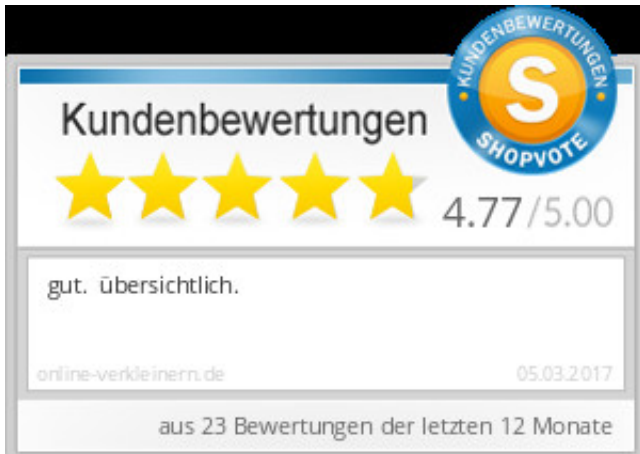 KUNDENBEWERTUNGEN
S
SHOPVOTE
Kundenbewertungen
4.77/5.00
gut. übersichtlich.
online-verkleinern.de
05.03.2017
aus 23 Bewertungen der letzten 12 Monate